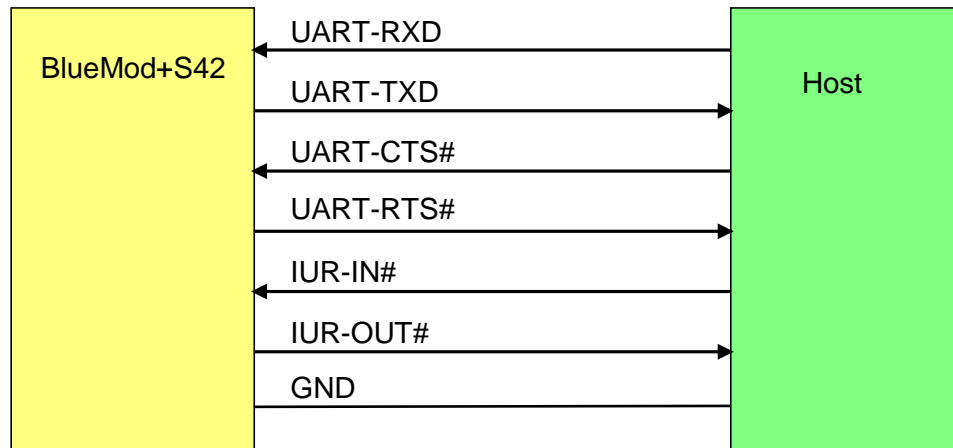 BlueMod+S42
Host
UART-RXD
UART-TXD
UART-CTS#
UART-RTS#
IUR-IN#
IUR-OUT#
GND